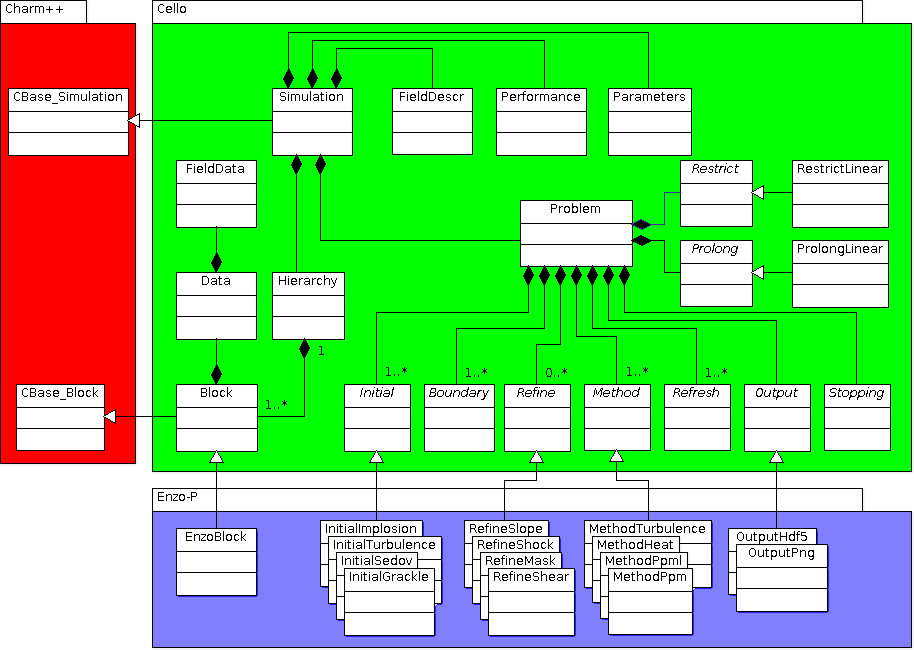 Charm++
Cello
CBase_Simulation
Simulation
FieldDescr
Performance
Parameters
FieldData
Restrict
RestrictLinear
Problem
Prolong
ProlongLinear
Data
Hierarchy
1
1..*
1..*
0..*
1..*
1..*
CBase_Block
Block
1..*
Initial
Boundary
Refine
Method
Refresh
Output
Stopping
Enzo-P
EnzoBlock
InitialImplosion
InitialTurbulence
InitialSedov
InitialGrackle
RefineSlope
RefineShock
RefineMask
RefineShear
MethodTurbulence
MethodHeat
MethodPpml
MethodPpm
OutputHdf5
OutputPng